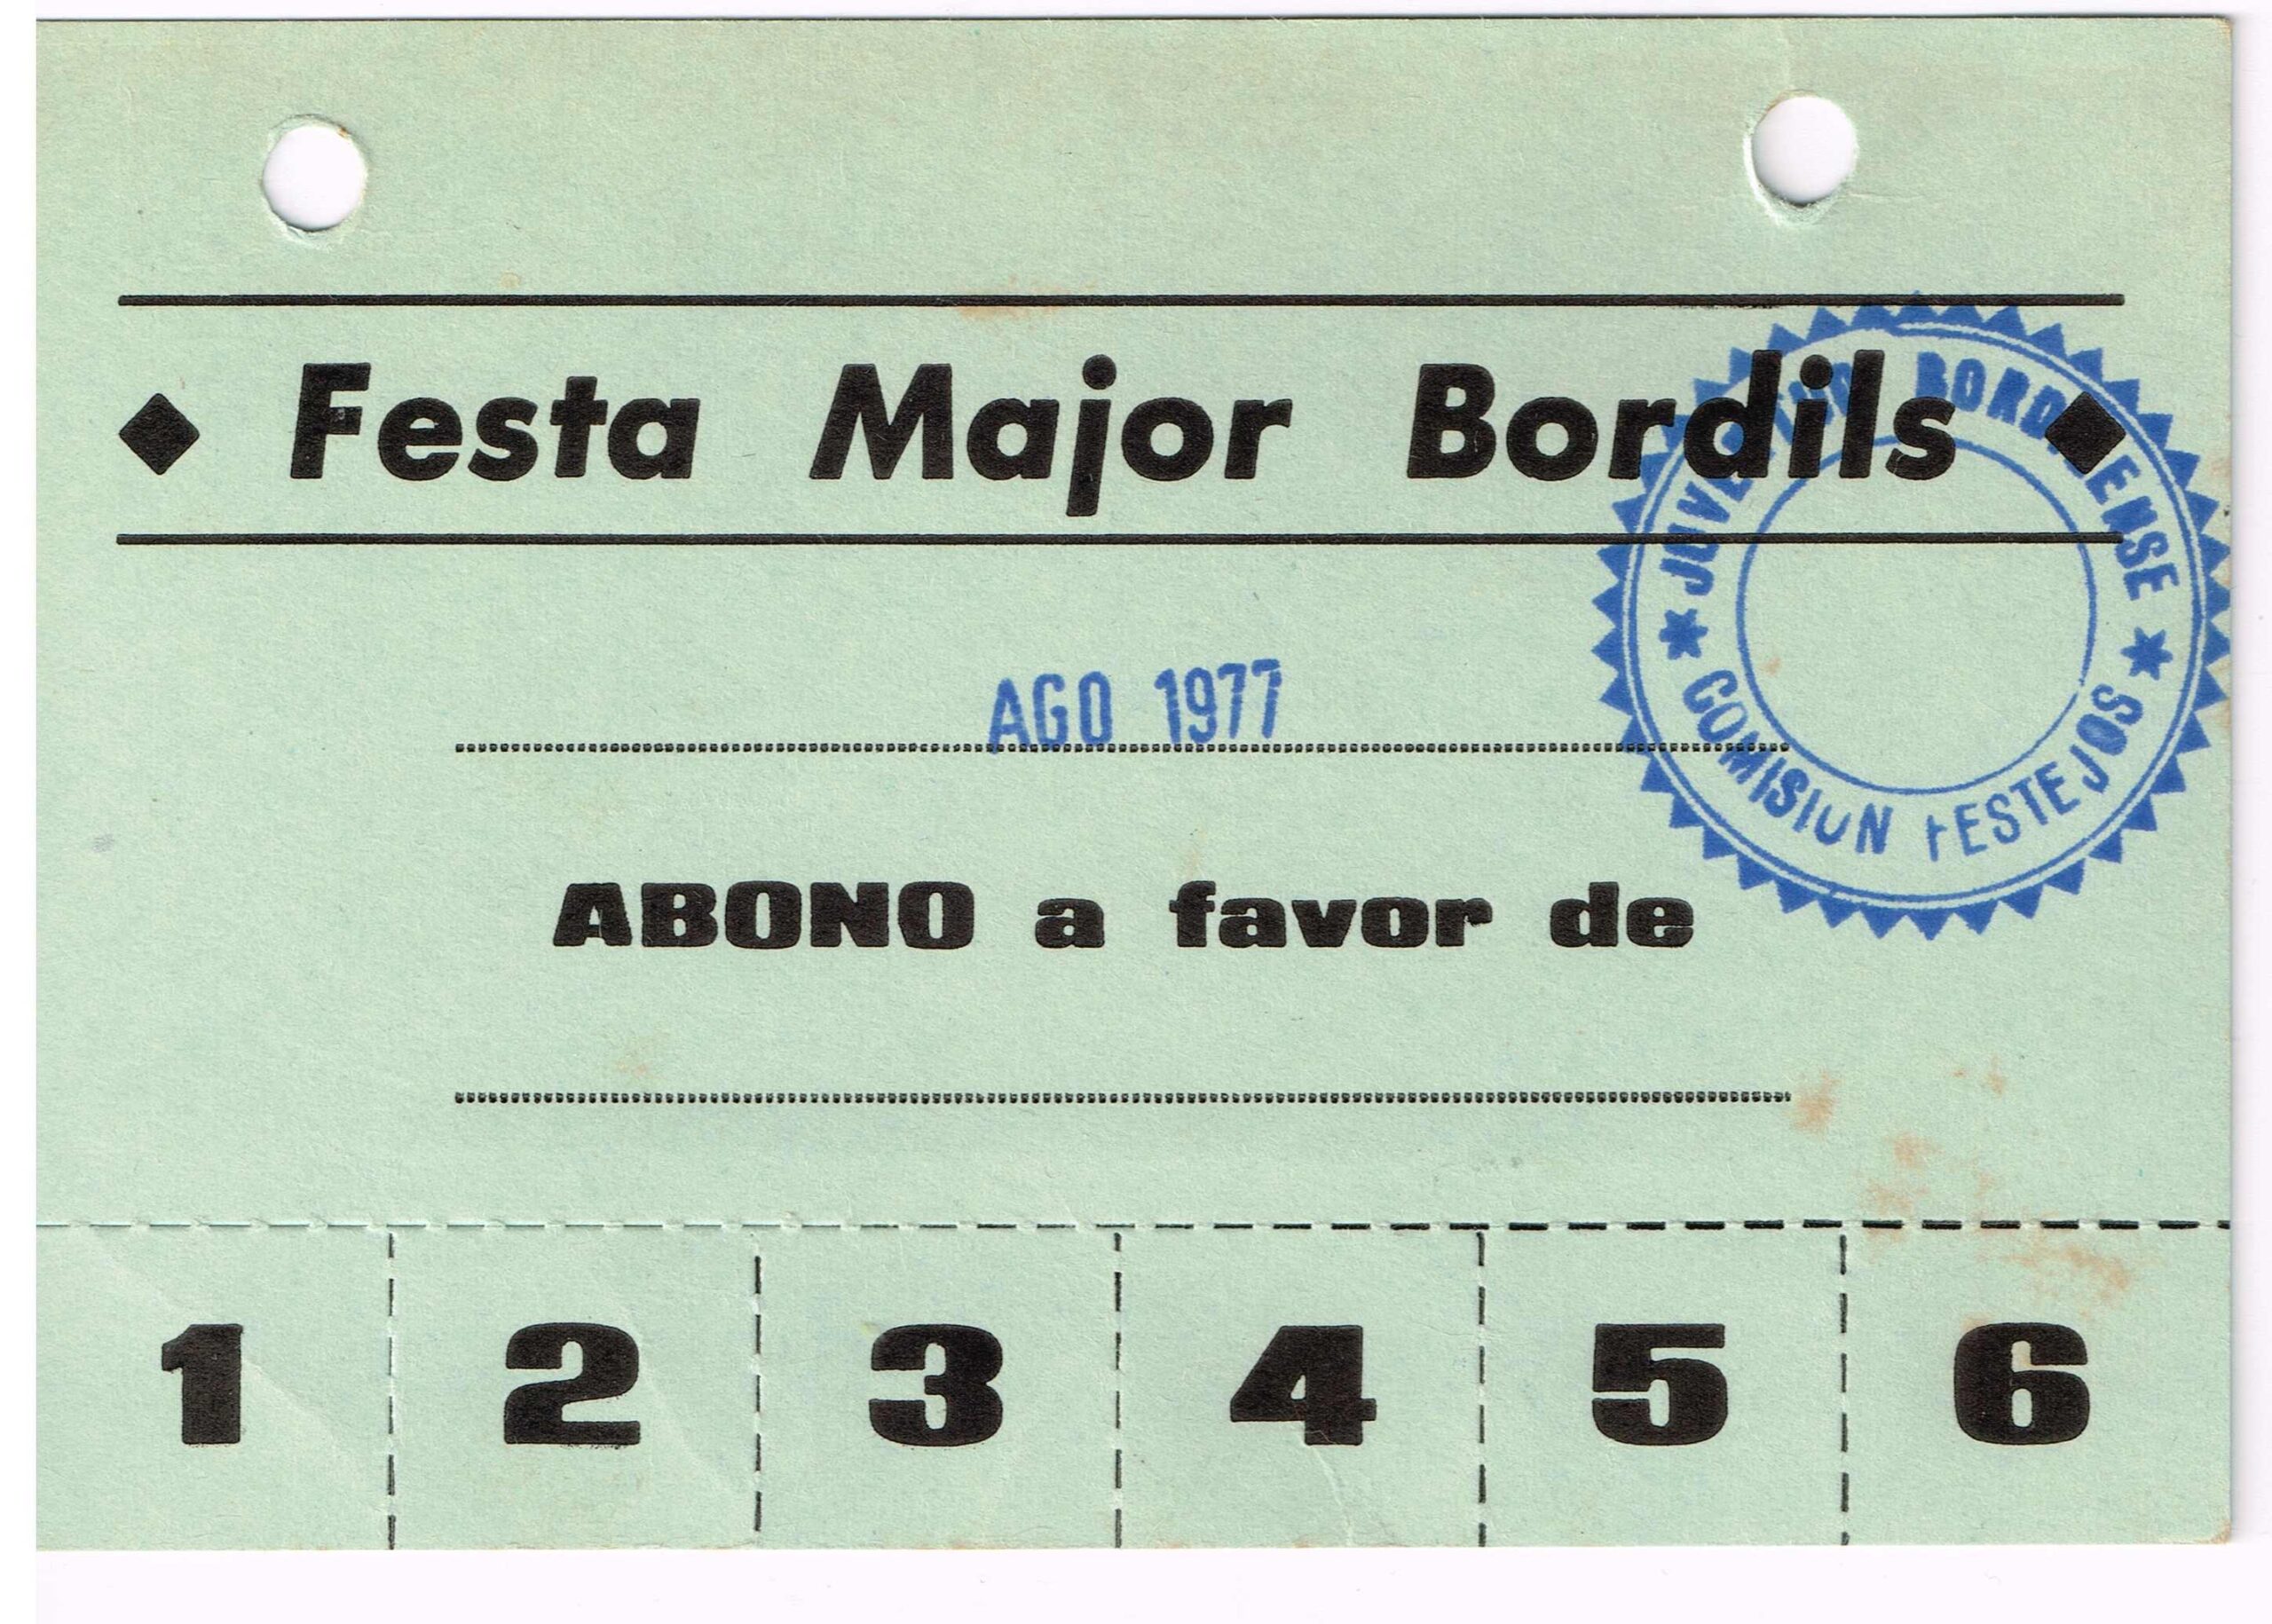 ◆ Festa Major Bordils ◆
JUVENTUD BORDILENSE
AGO 1977
★ COMISION FESTEJOS ★
ABONO a favor de
1 2 3 4 5 6